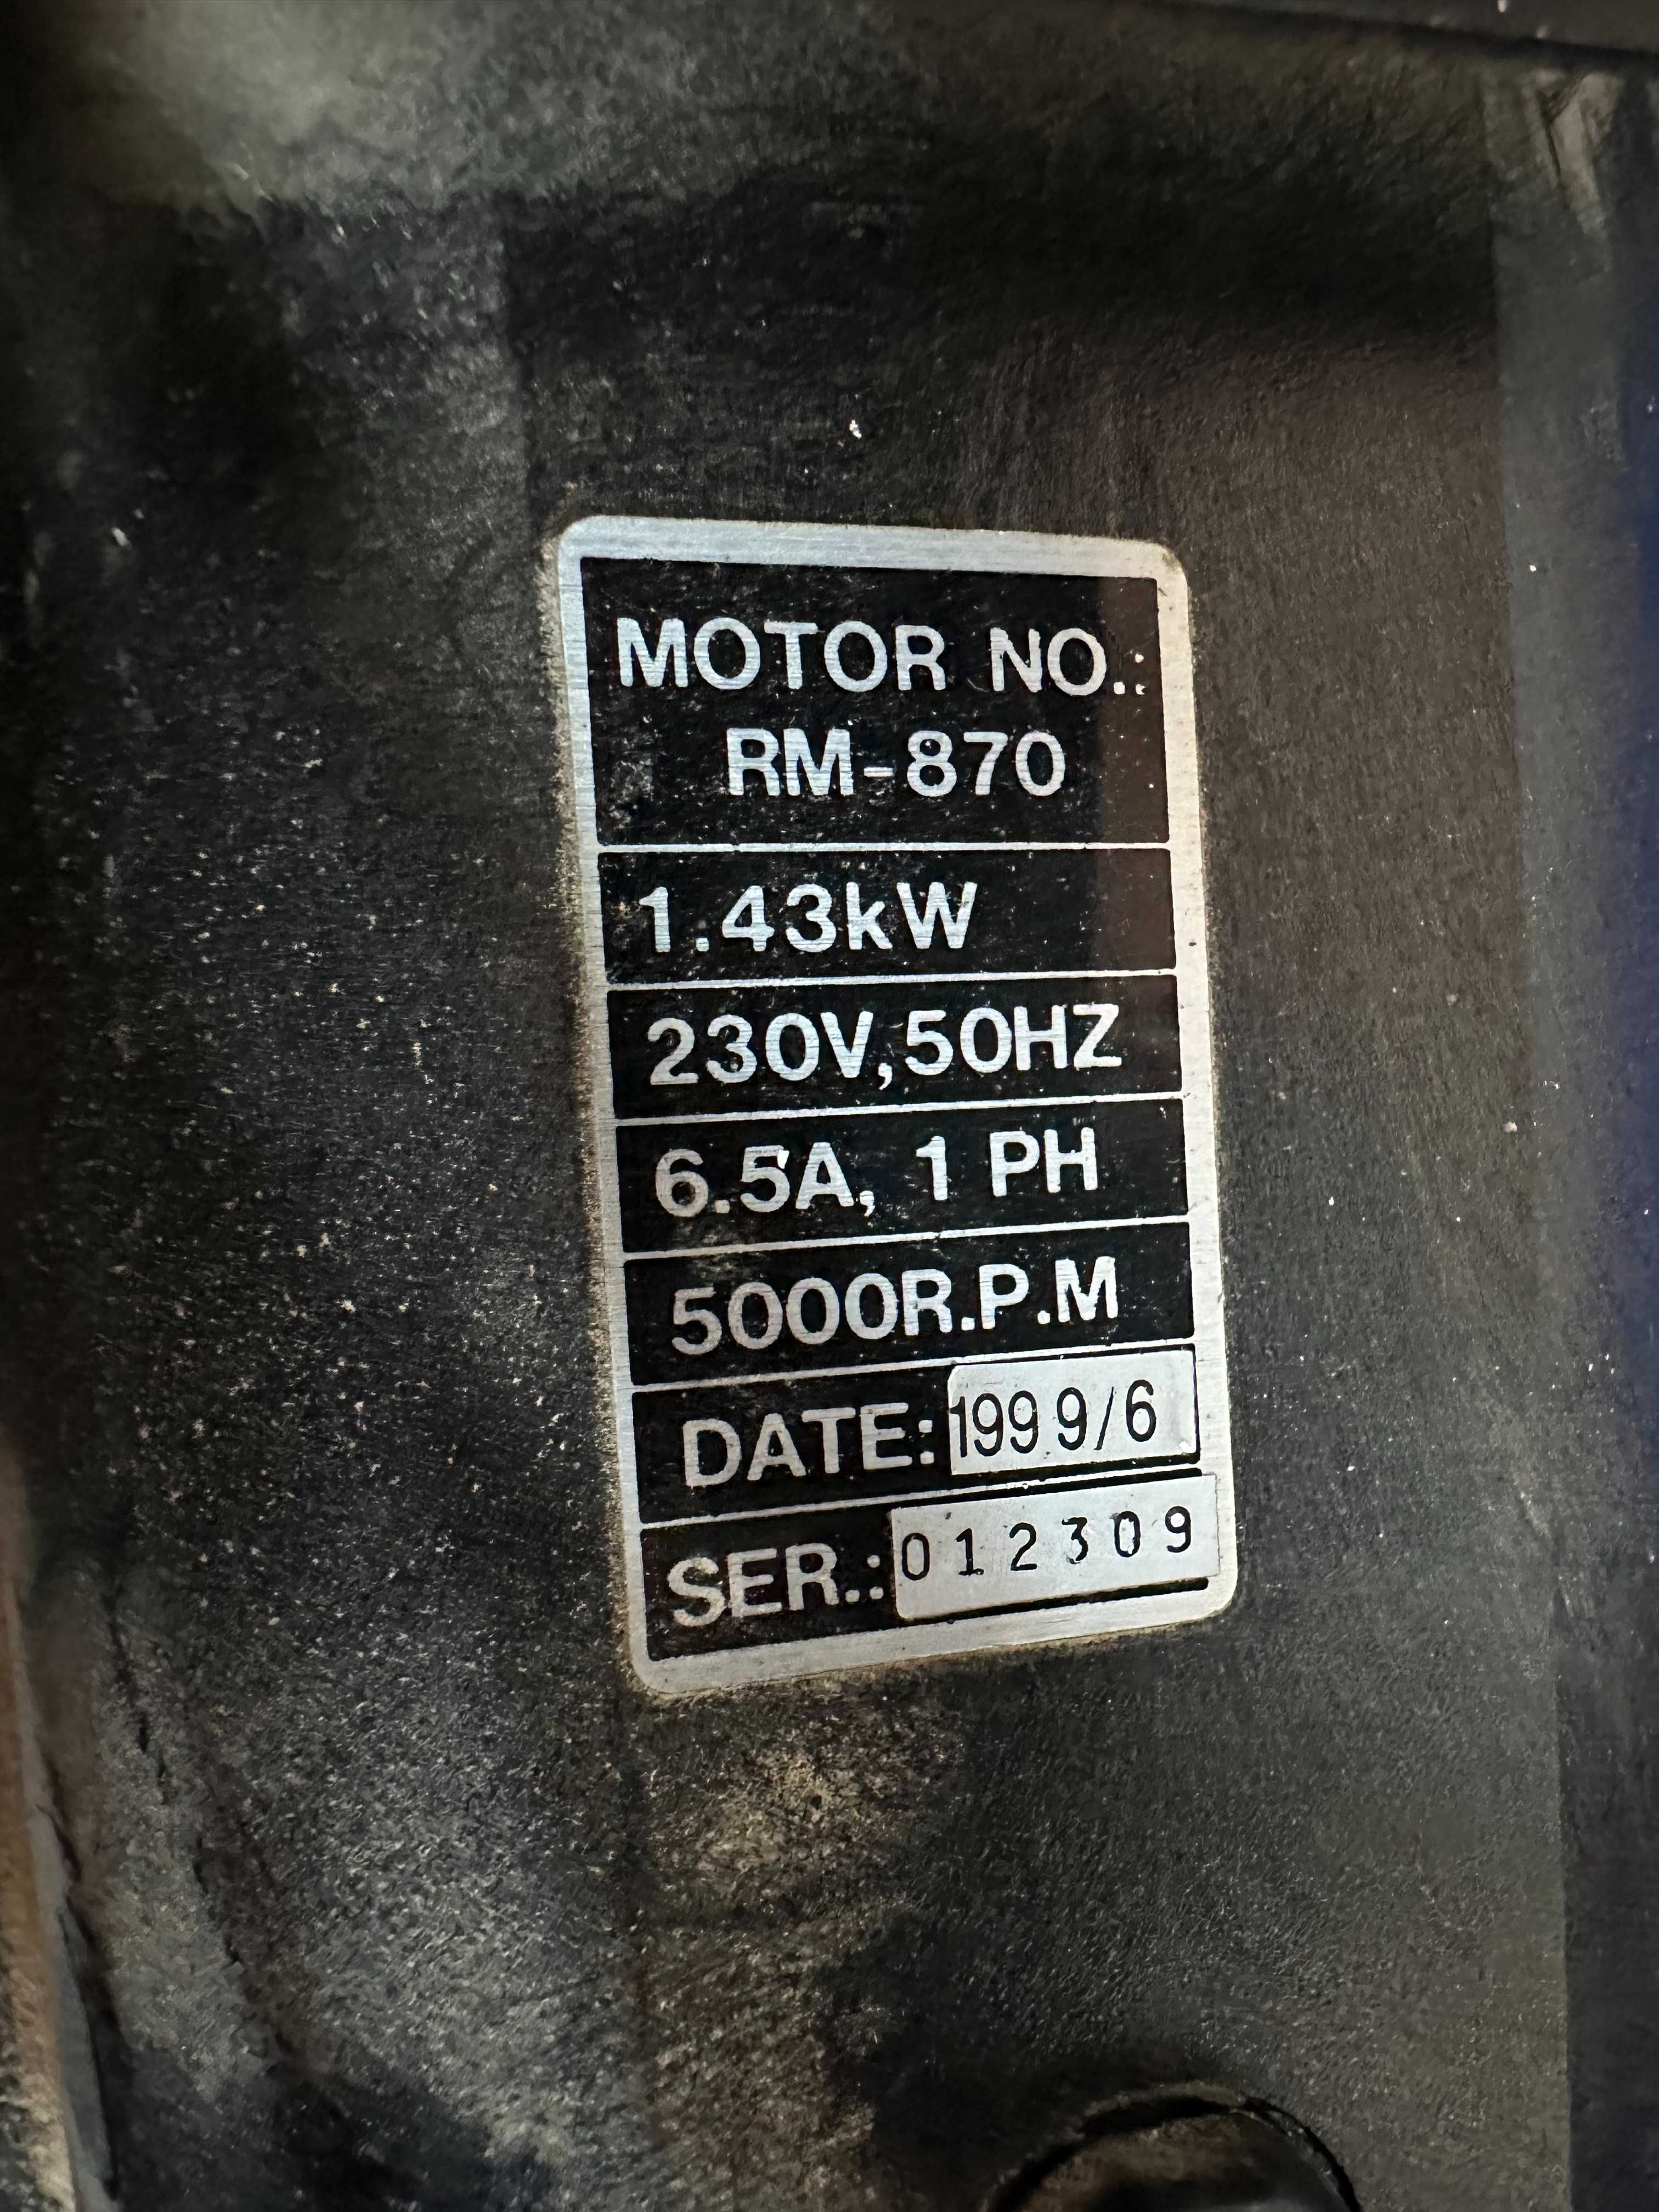 MOTOR NO.:
RM-870
1.43kW
230V,50HZ
6.5A, 1 PH
5000R.P.M
DATE: 1999/6
SER.: 012309